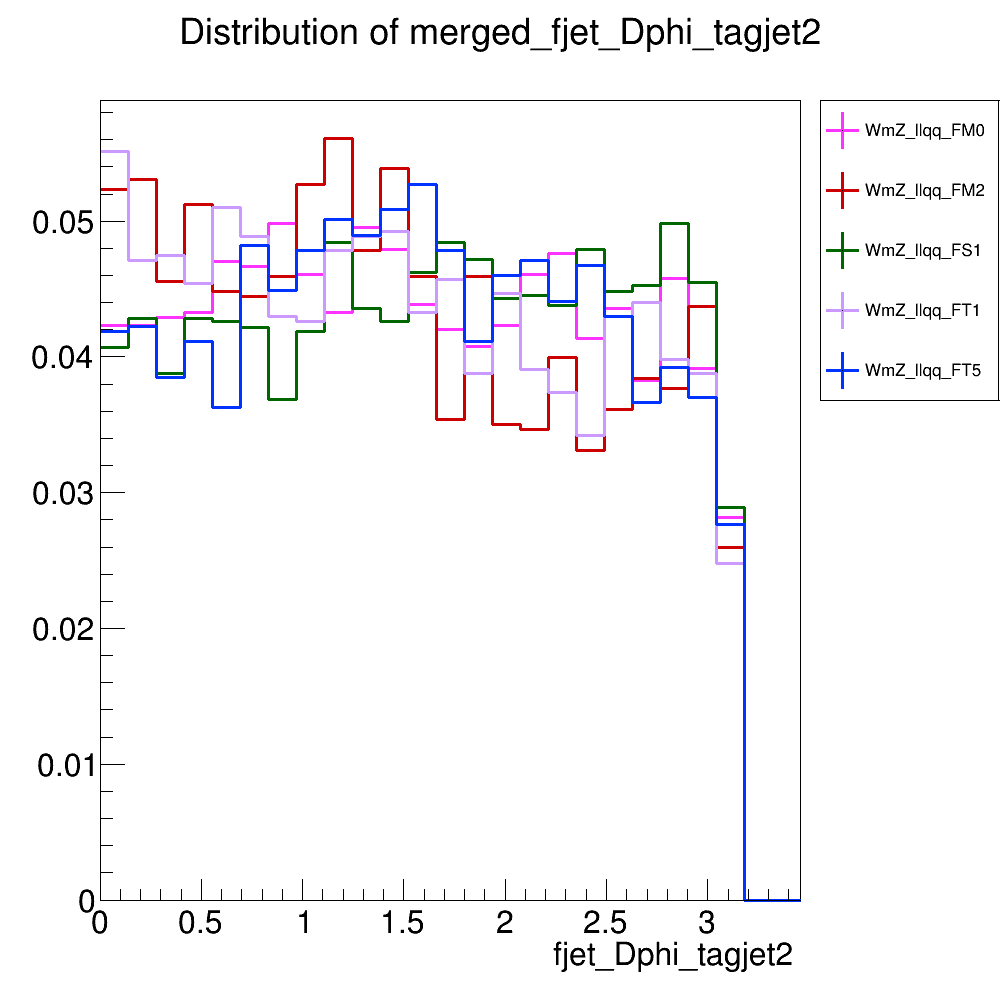 Distribution of merged_fjet_Dphi_tagjet2
WmZ_llqq_FM0
WmZ_llqq_FM2
WmZ_llqq_FS1
WmZ_llqq_FT1
WmZ_llqq_FT5
0.05
0.04
0.03
0.02
0.01
0
0 0.5 1 1.5 2 2.5 3
fjet_Dphi_tagjet2